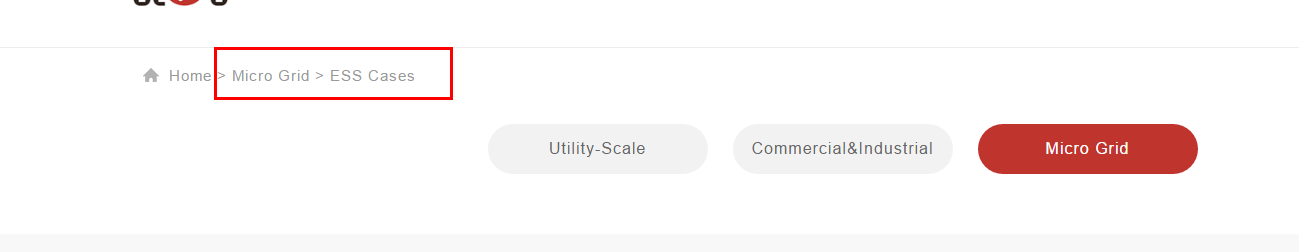 Home > Micro Grid > ESS Cases
Utility-Scale
Commercial&Industrial
Micro Grid